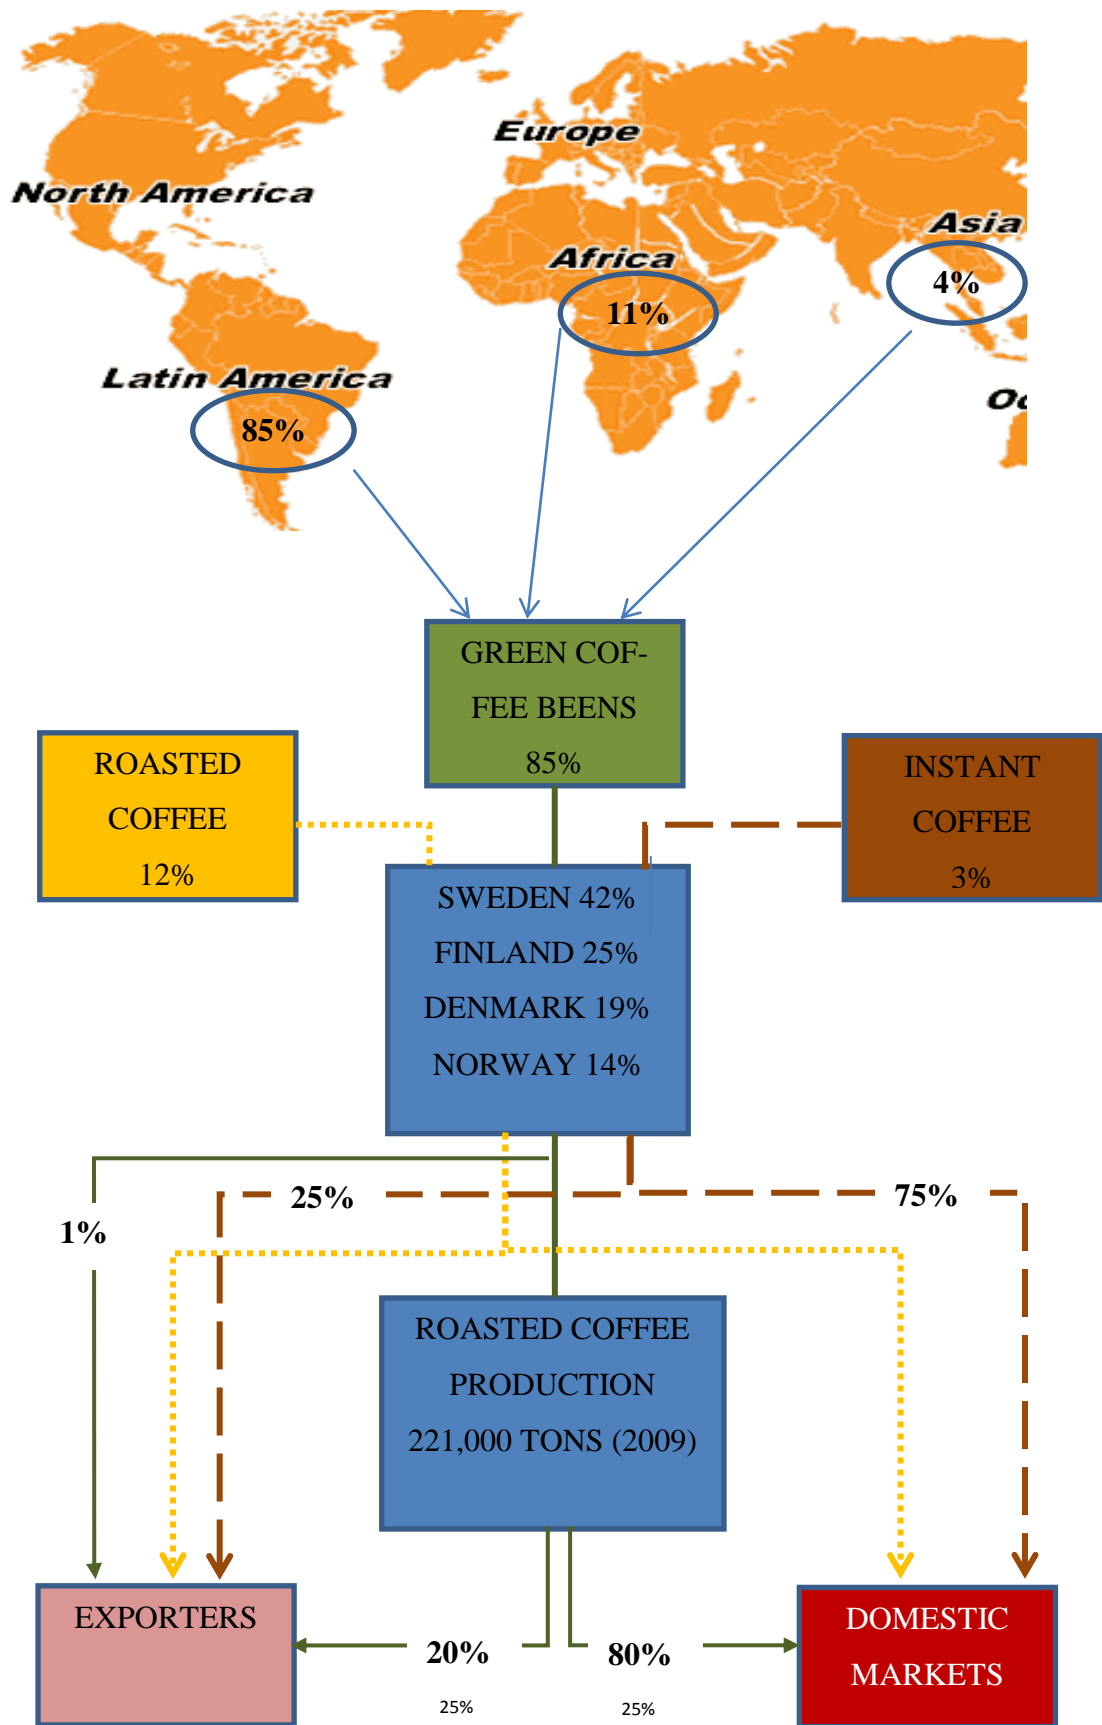 Europe
North America
Asia
Africa
4%
11%
Latin America
Oc
85%
GREEN COF-
FEE BEENS
85%
ROASTED
COFFEE
12%
INSTANT
COFFEE
3%
SWEDEN 42%
FINLAND 25%
DENMARK 19%
NORWAY 14%
25%
75%
1%
ROASTED COFFEE
PRODUCTION
221,000 TONS (2009)
EXPORTERS
DOMESTIC
MARKETS
20%
80%
25%
25%